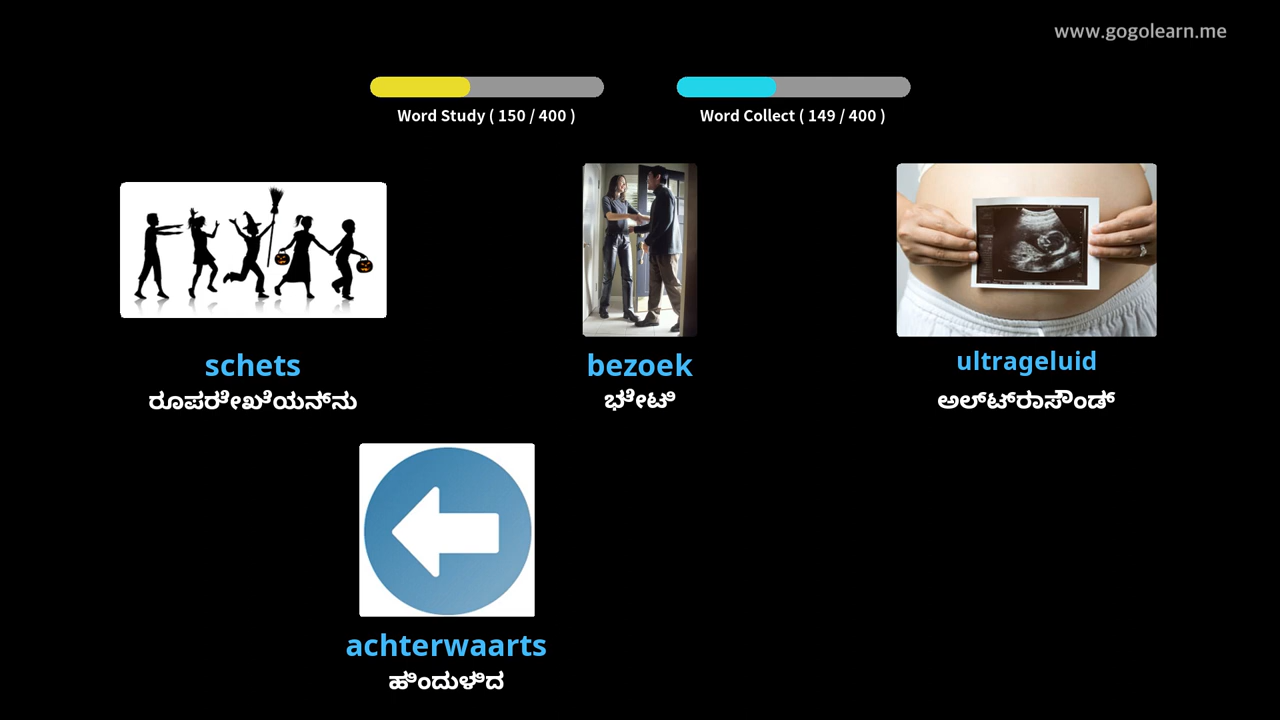 www.gogolearn.me
Word Study ( 150 / 400 )
Word Collect ( 149 / 400 )
schets
ರೂಪರೇಖೆಯನ್ನು
bezoek
ಭೇಟಿ
ultrageluid
ಅಲ್ಟ್ರಾಸೌಂಡ್
achterwaarts
ಹಿಂದುಳಿದ